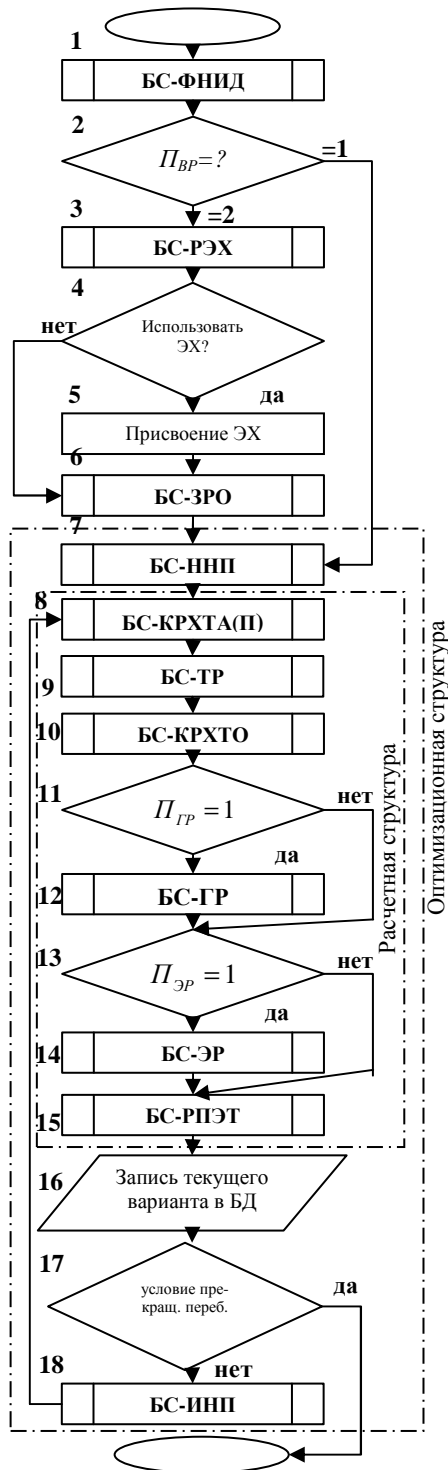 1
БС-ФНИД
2
П_ВР=?
=1
3
=2
БС-РЭХ
4
нет
Использовать
ЭХ?
5
да
Присвоение ЭХ
6
БС-ЗРО
7
БС-ННП
8
БС-КРХТА(П)
9
БС-ТР
10
БС-КРХТО
11
нет
П_ГР = 1
да
12
БС-ГР
13
нет
П_ЭР = 1
да
14
БС-ЭР
15
БС-РПЭТ
Расчетная структура
Оптимизационная структура
16
Запись текущего
варианта в БД
17
да
условие пре-
кращ. переб.
18
нет
БС-ИНП